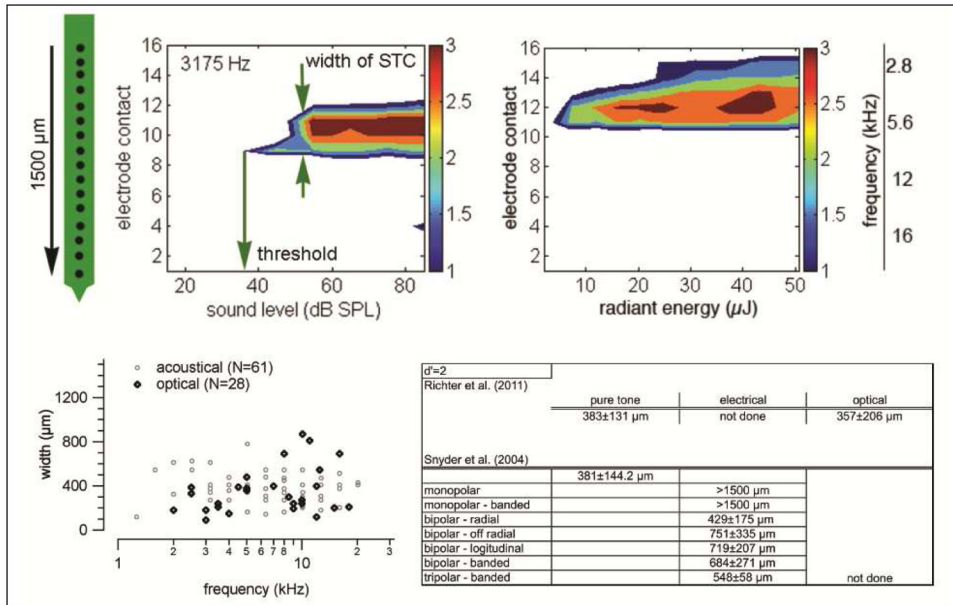 1500 µm
electrode contact
16
14
12
10
8
6
4
2
3175 Hz
width of STC
threshold
20 40 60 80
sound level (dB SPL)
3
2.5
2
1.5
1
electrode contact
16
14
12
10
8
6
4
2
10 20 30 40 50
radiant energy (µJ)
3
2.5
2
1.5
1
frequency (kHz)
2.8
5.6
12
16
acoustical (N=61)
optical (N=28)
width (µm)
1200
800
400
0
2 3 4 5 6 7 8 2 3
1 10
frequency (kHz)
d'=2
Richter et al. (2011)
pure tone electrical optical
383±131 µm not done 357±206 µm
Snyder et al. (2004)
381±144.2 µm
monopolar >1500 µm
monopolar - banded >1500 µm
bipolar - radial 429±175 µm
bipolar - off radial 751±335 µm
bipolar - logitudinal 719±207 µm
bipolar - banded 684±271 µm
tripolar - banded 548±58 µm not done